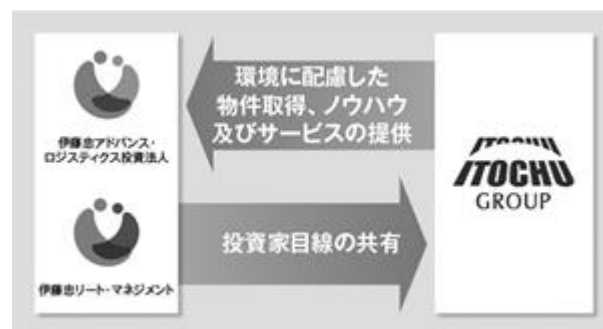 環境に配慮した
物件取得、ノウハウ
及びサービスの提供
伊藤忠アドバンス・
ロジスティクス投資法人
ITOCHU
GROUP
投資家目線の共有
伊藤忠リート・マネジメント